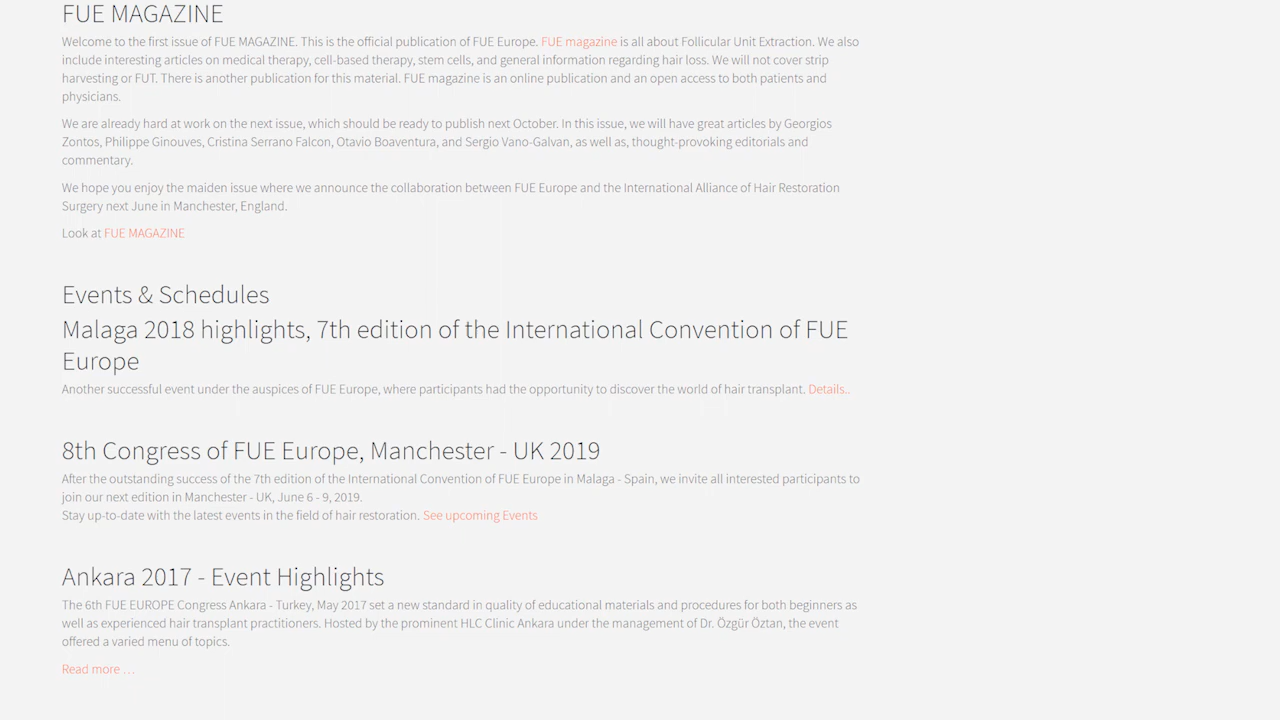 FUE MAGAZINE
Welcome to the first issue of FUE MAGAZINE. This is the official publication of FUE Europe. FUE magazine is all about Follicular Unit Extraction. We also
include interesting articles on medical therapy, cell-based therapy, stem cells, and general information regarding hair loss. We will not cover strip
harvesting or FUT. There is another publication for this material. FUE magazine is an online publication and an open access to both patients and
physicians.
We are already hard at work on the next issue, which should be ready to publish next October. In this issue, we will have great articles by Georgios
Zontos, Philippe Ginouves, Cristina Serrano Falcon, Otavio Boaventura, and Sergio Vano-Galvan, as well as, thought-provoking editorials and
commentary.
We hope you enjoy the maiden issue where we announce the collaboration between FUE Europe and the International Alliance of Hair Restoration
Surgery next June in Manchester, England.
Look at FUE MAGAZINE
Events & Schedules
Malaga 2018 highlights, 7th edition of the International Convention of FUE
Europe
Another successful event under the auspices of FUE Europe, where participants had the opportunity to discover the world of hair transplant. Details..
8th Congress of FUE Europe, Manchester - UK 2019
After the outstanding success of the 7th edition of the International Convention of FUE Europe in Malaga - Spain, we invite all interested participants to
join our next edition in Manchester - UK, June 6 - 9, 2019.
Stay up-to-date with the latest events in the field of hair restoration. See upcoming Events
Ankara 2017 - Event Highlights
The 6th FUE EUROPE Congress Ankara - Turkey, May 2017 set a new standard in quality of educational materials and procedures for both beginners as
well as experienced hair transplant practitioners. Hosted by the prominent HLC Clinic Ankara under the management of Dr. Özgür Öztan, the event
offered a varied menu of topics.
Read more …